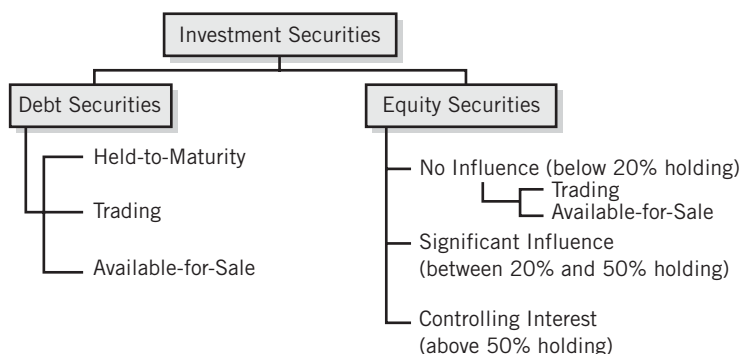 Investment Securities
Debt Securities
Held-to-Maturity
Trading
Available-for-Sale
Equity Securities
No Influence (below 20% holding)
Trading
Available-for-Sale
Significant Influence
(between 20% and 50% holding)
Controlling Interest
(above 50% holding)